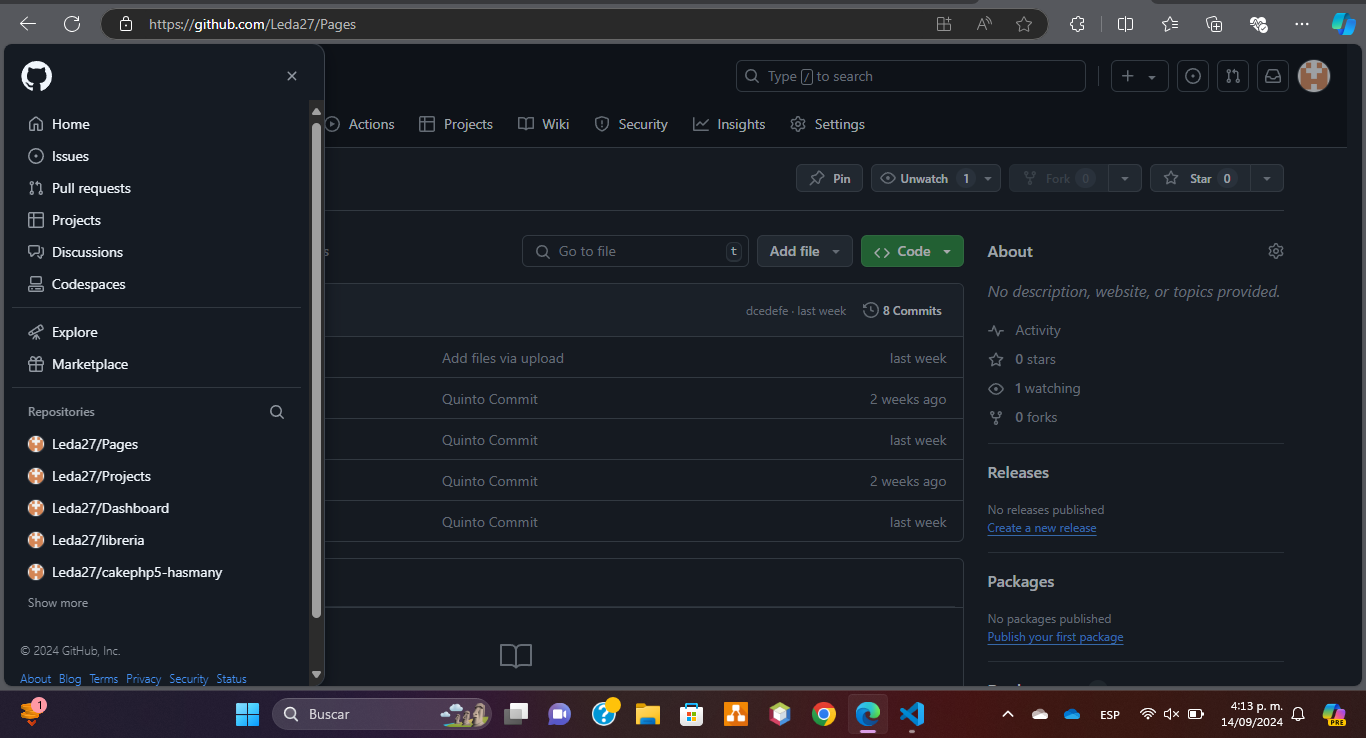 https://github.com/Leda27/Pages
Type / to search
Home
Issues
Pull requests
Projects
Discussions
Codespaces
Explore
Marketplace
Repositories
Leda27/Pages
Leda27/Projects
Leda27/Dashboard
Leda27/libreria
Leda27/cakephp5-hasmany
Show more
© 2024 GitHub, Inc.
About Blog Terms Privacy Security Status
Actions Projects Wiki Security Insights Settings
Pin Unwatch 1 Fork 0 Star 0
Go to file t Add file Code
dcedefe · last week 8 Commits
Add files via upload last week
Quinto Commit 2 weeks ago
Quinto Commit last week
Quinto Commit 2 weeks ago
Quinto Commit last week
About
No description, website, or topics provided.
Activity
0 stars
1 watching
0 forks
Releases
No releases published
Create a new release
Packages
No packages published
Publish your first package
1
Buscar
ESP
4:13 p. m.
14/09/2024
PRE